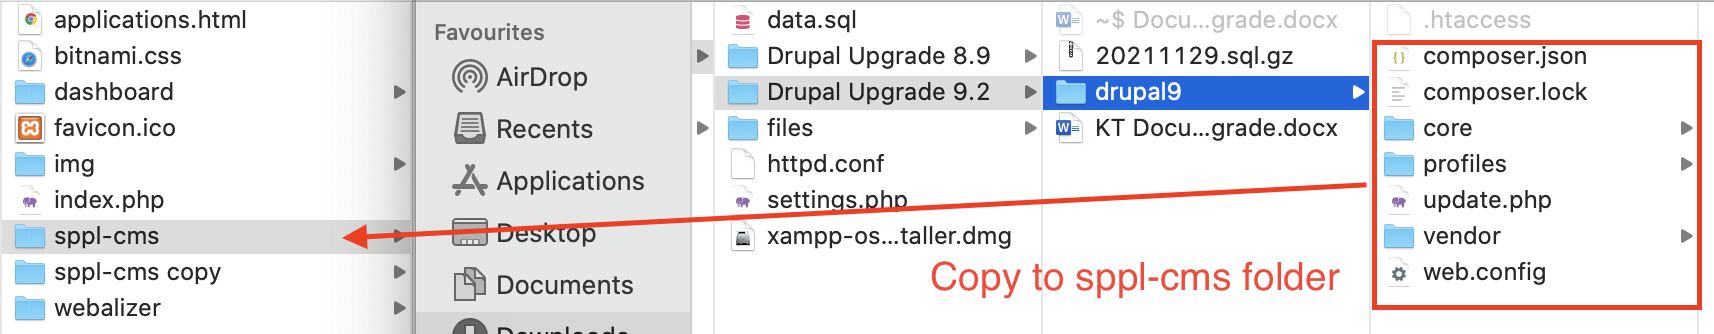 applications.html
bitnami.css
dashboard
favicon.ico
img
index.php
sppl-cms
sppl-cms copy
webalizer
Favourites
AirDrop
Recents
Applications
Desktop
Documents
Downloads
data.sql
Drupal Upgrade 8.9
Drupal Upgrade 9.2
files
httpd.conf
settings.php
xampp-os...taller.dmg
~$ Docu...grade.docx
20211129.sql.gz
drupal9
KT Docu...grade.docx
.htaccess
composer.json
composer.lock
core
profiles
update.php
vendor
web.config
Copy to sppl-cms folder